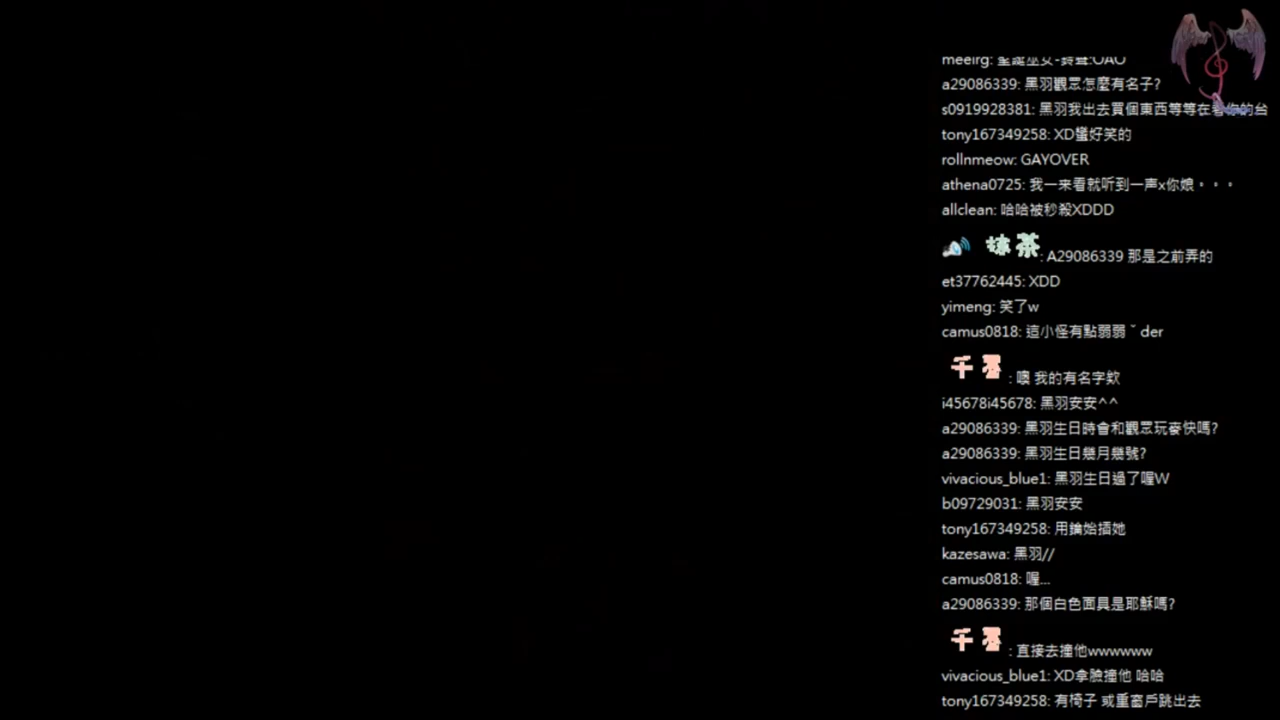 meeirg: 聖誕巫女-鈴聲:OAO
a29086339: 黑羽觀眾怎麼有名子?
s0919928381: 黑羽我出去買個東西等等在看你的台
tony167349258: XD蠻好笑的
rollnmeow: GAYOVER
athena0725: 我一来看就听到一声x你娘。。。
allclean: 哈哈被秒殺XDDD
抹茶: A29086339 那是之前弄的
et37762445: XDD
yimeng: 笑了w
camus0818: 這小怪有點弱弱ˇder
千: 噢 我的有名字欸
i45678i45678: 黑羽安安^^
a29086339: 黑羽生日時會和觀眾玩麥快嗎?
a29086339: 黑羽生日幾月幾號?
vivacious_blue1: 黑羽生日過了喔W
b09729031: 黑羽安安
tony167349258: 用鑰始插她
kazesawa: 黑羽//
camus0818: 喔...
a29086339: 那個白色面具是耶穌嗎?
千 : 直接去撞他wwwwww
vivacious_blue1: XD拿臉撞他 哈哈
tony167349258: 有椅子 或重窗戶跳出去